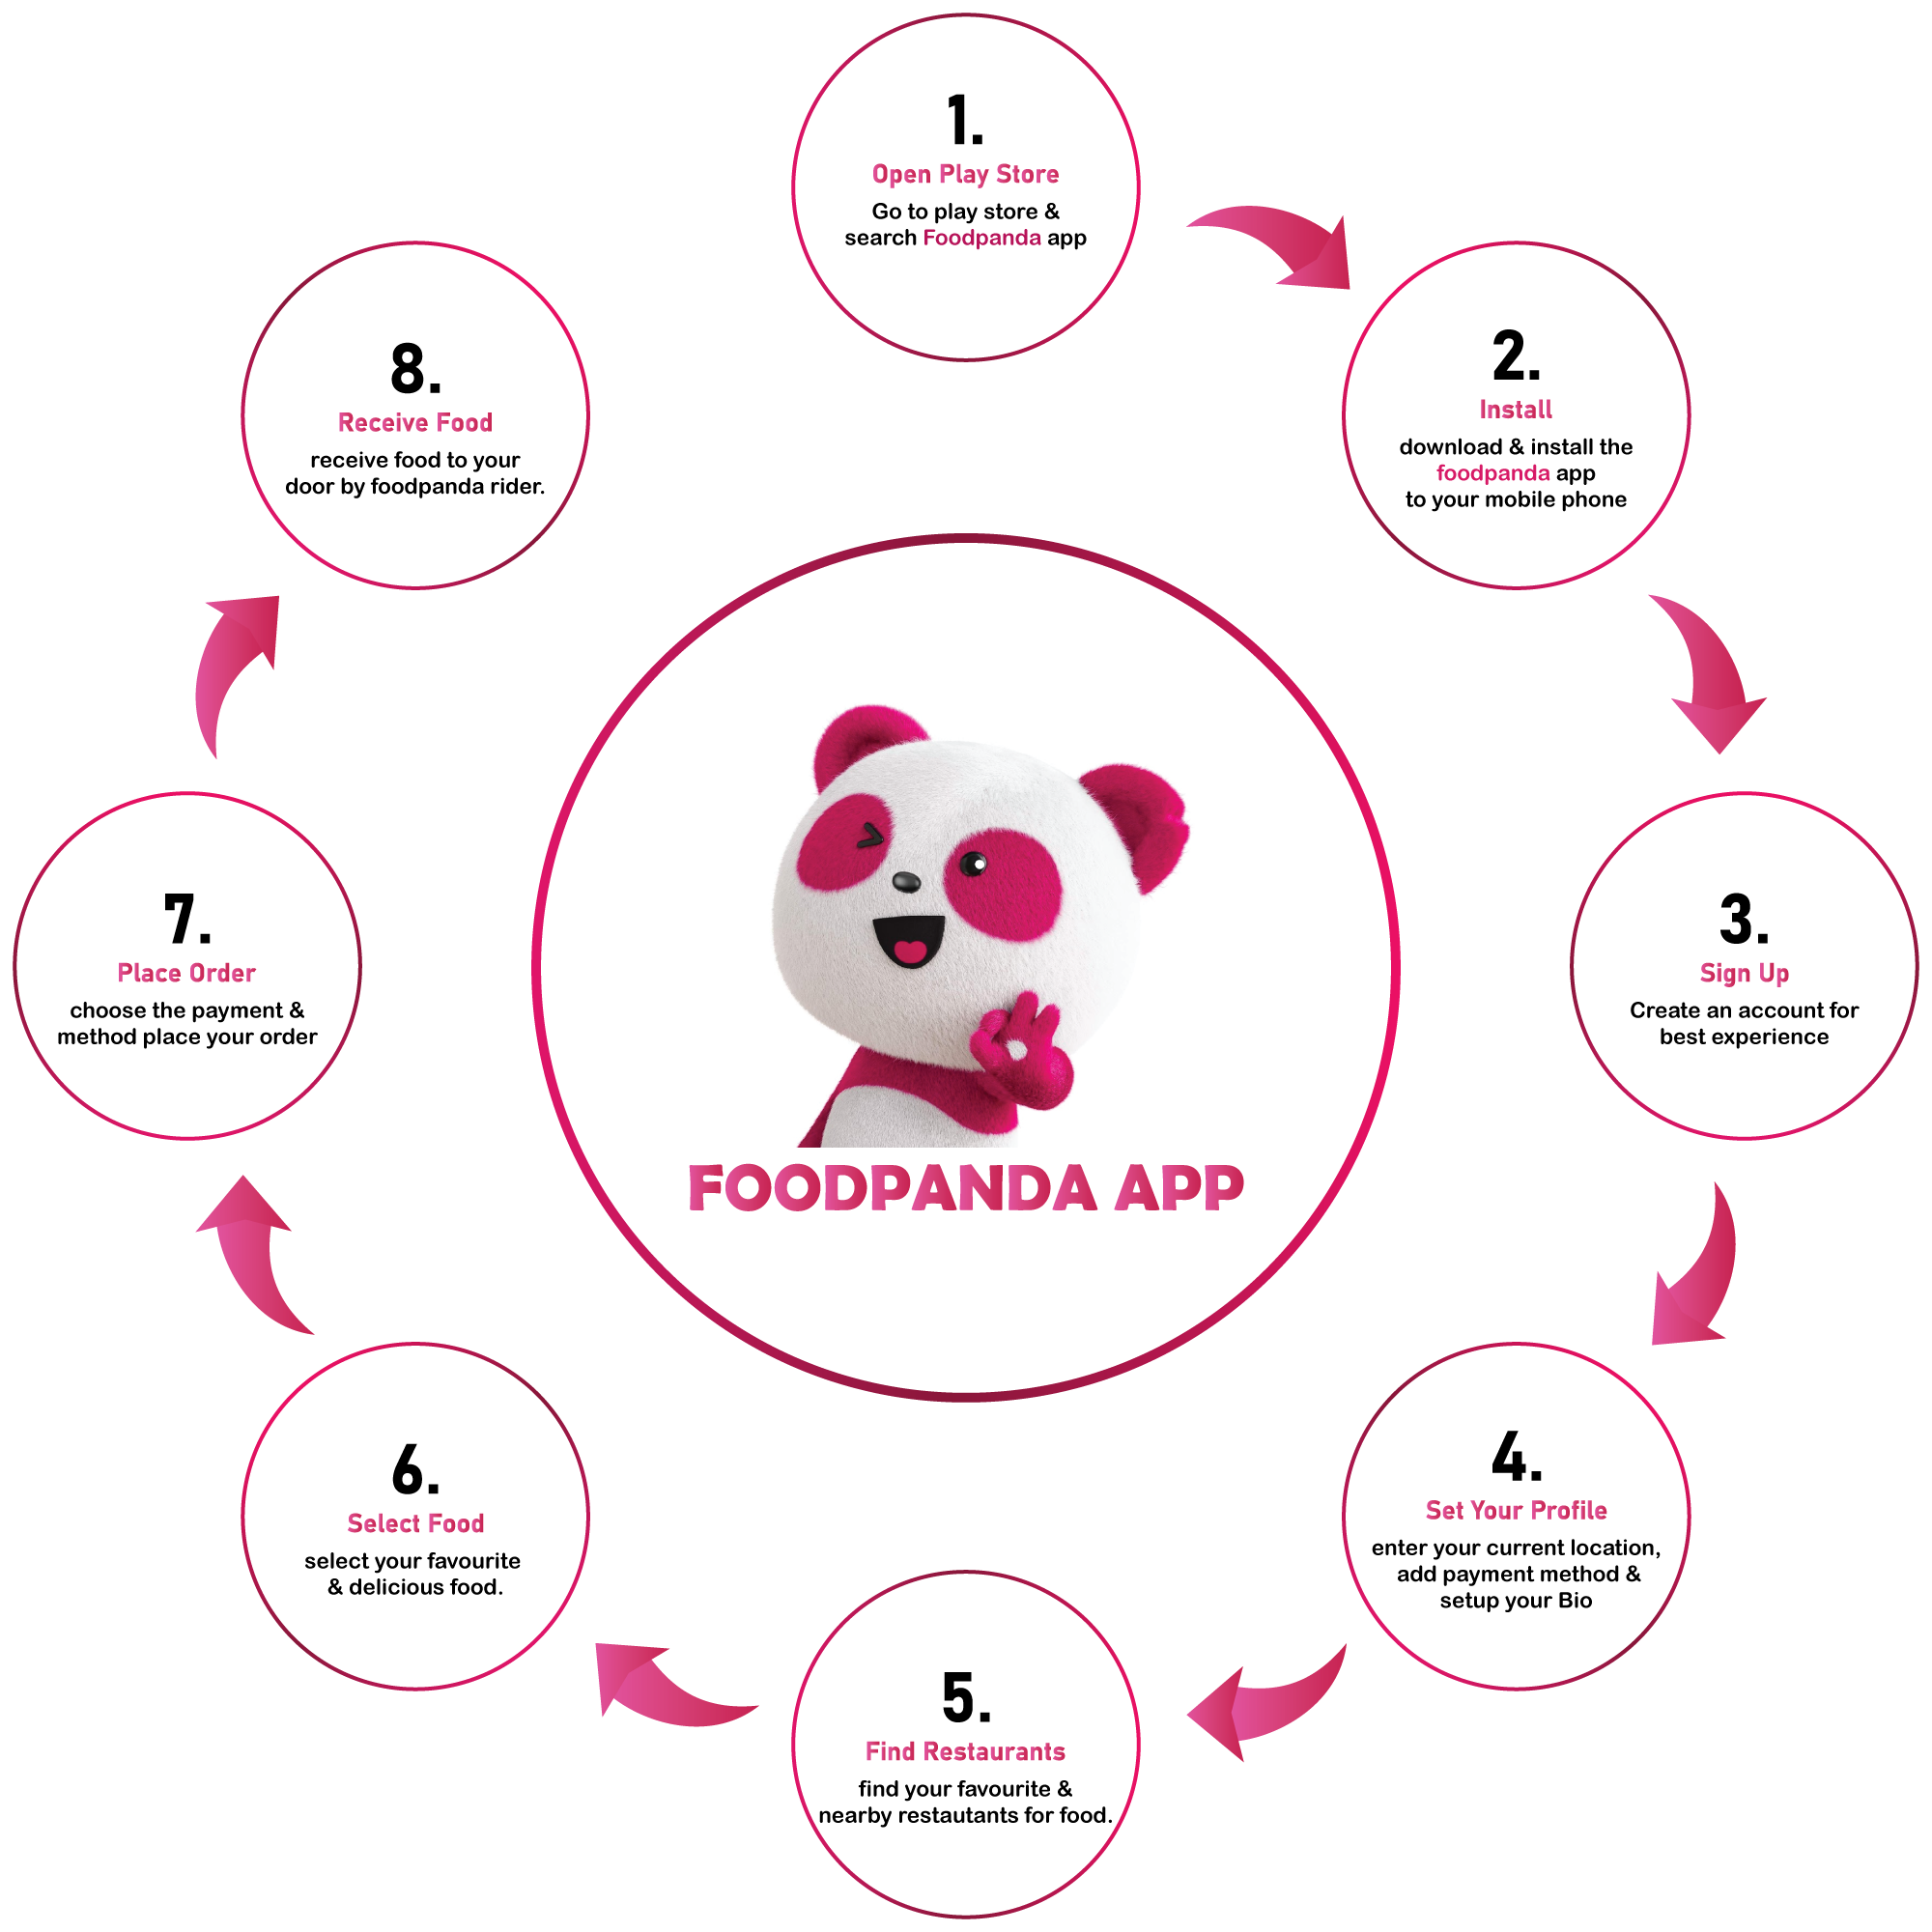 1.
Open Play Store
Go to play store &
search Foodpanda app
2.
Install
download & install the
foodpanda app
to your mobile phone
3.
Sign Up
Create an account for
best experience
4.
Set Your Profile
enter your current location,
add payment method &
setup your Bio
5.
Find Restaurants
find your favourite &
nearby restautants for food.
6.
Select Food
select your favourite
& delicious food.
7.
Place Order
choose the payment &
method place your order
8.
Receive Food
receive food to your
door by foodpanda rider.
FOODPANDA APP